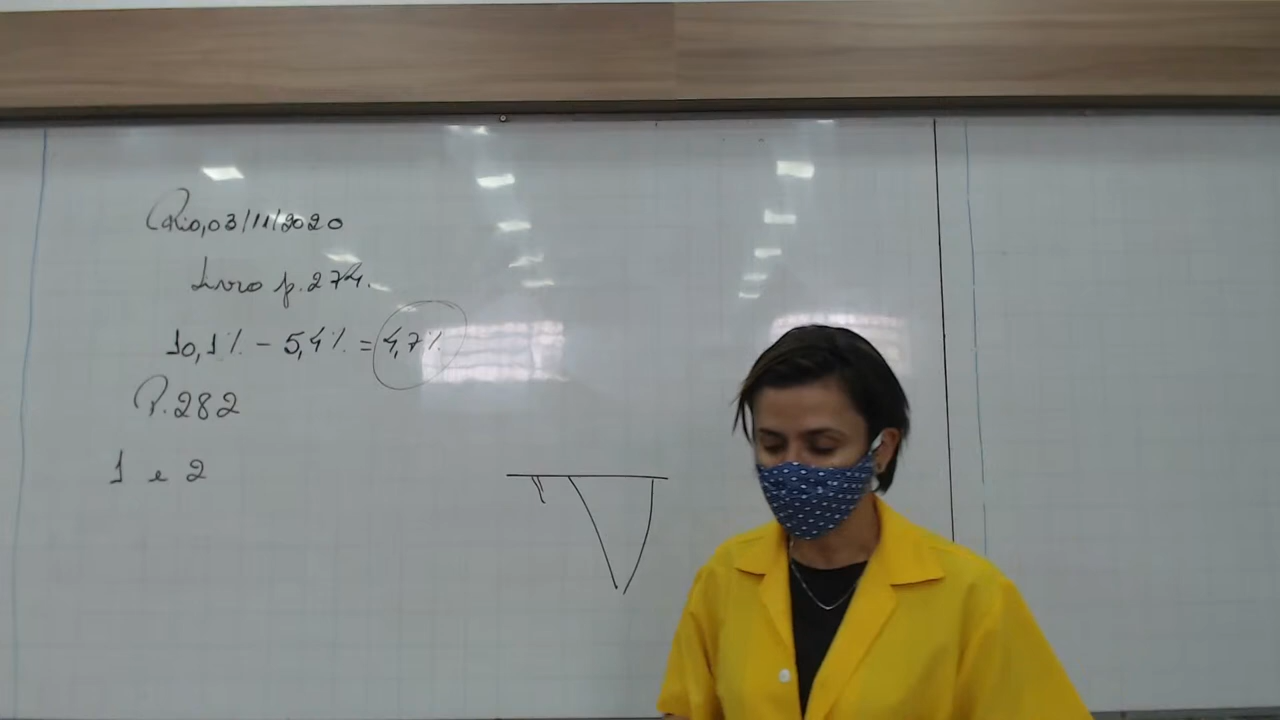 Rio, 03/11/2020
Livro p. 274.
10,1% - 5,4% = 4,7%
P. 282
1 e 2